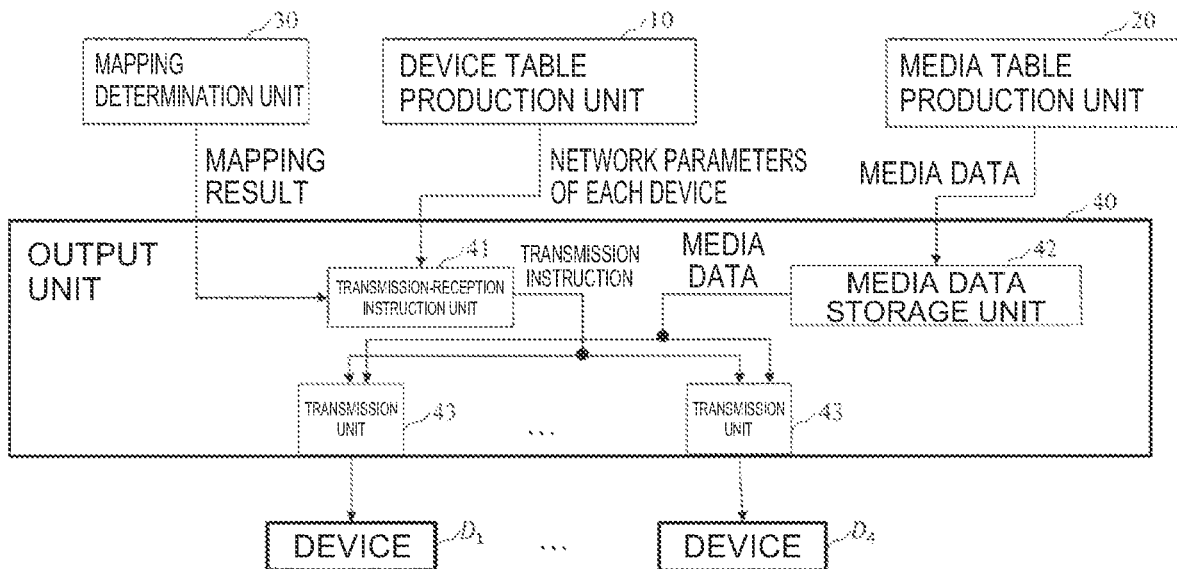 30
10
20
MAPPING
DETERMINATION UNIT
DEVICE TABLE
PRODUCTION UNIT
MEDIA TABLE
PRODUCTION UNIT
MAPPING
RESULT
NETWORK PARAMETERS
OF EACH DEVICE
MEDIA DATA
40
OUTPUT
UNIT
41
TRANSMISSION-RECEPTION
INSTRUCTION UNIT
TRANSMISSION
INSTRUCTION
MEDIA
DATA
42
MEDIA DATA
STORAGE UNIT
TRANSMISSION
UNIT
43
...
TRANSMISSION
UNIT
43
DEVICE
D1
...
DEVICE
D4